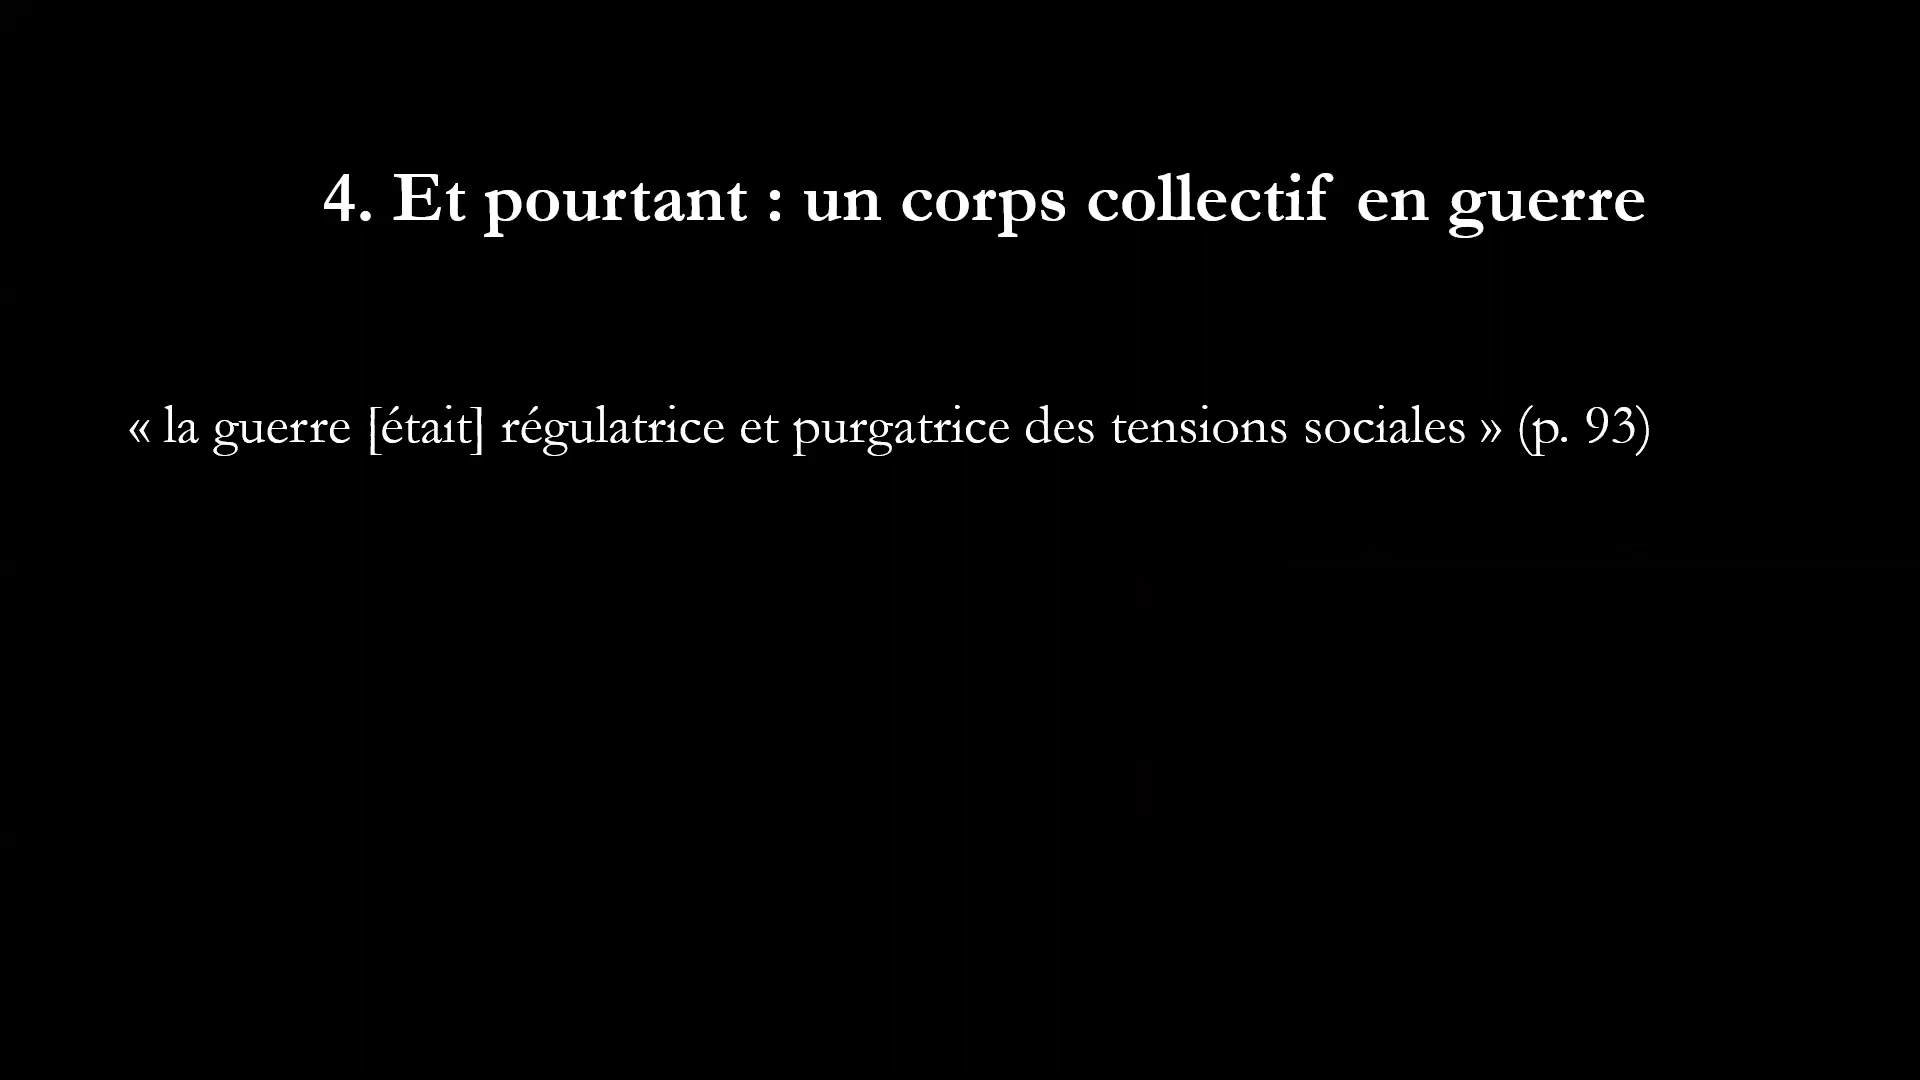 4. Et pourtant : un corps collectif en guerre
« la guerre [était] régulatrice et purgatrice des tensions sociales » (p. 93)